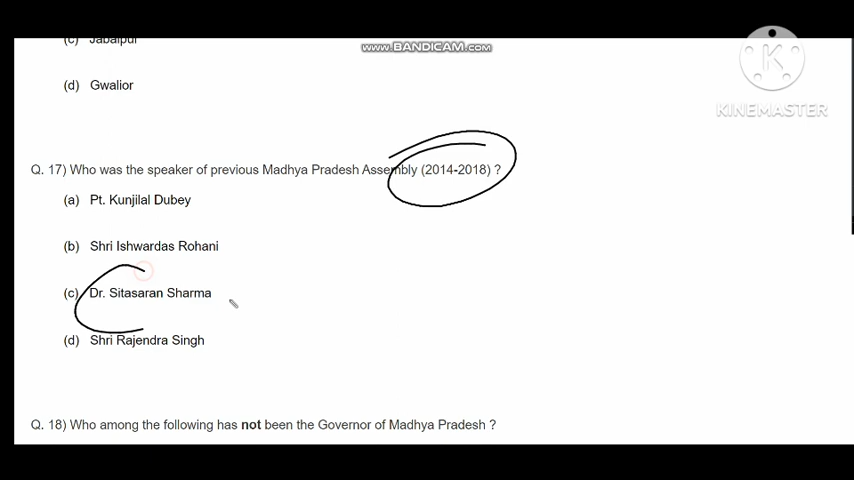 www.BANDICAM.com
(c) Jabalpur
KINEMASTER
(d) Gwalior
Q. 17) Who was the speaker of previous Madhya Pradesh Assembly (2014-2018) ?
(a) Pt. Kunjilal Dubey
(b) Shri Ishwardas Rohani
(c) Dr. Sitasaran Sharma
(d) Shri Rajendra Singh
Q. 18) Who among the following has not been the Governor of Madhya Pradesh ?